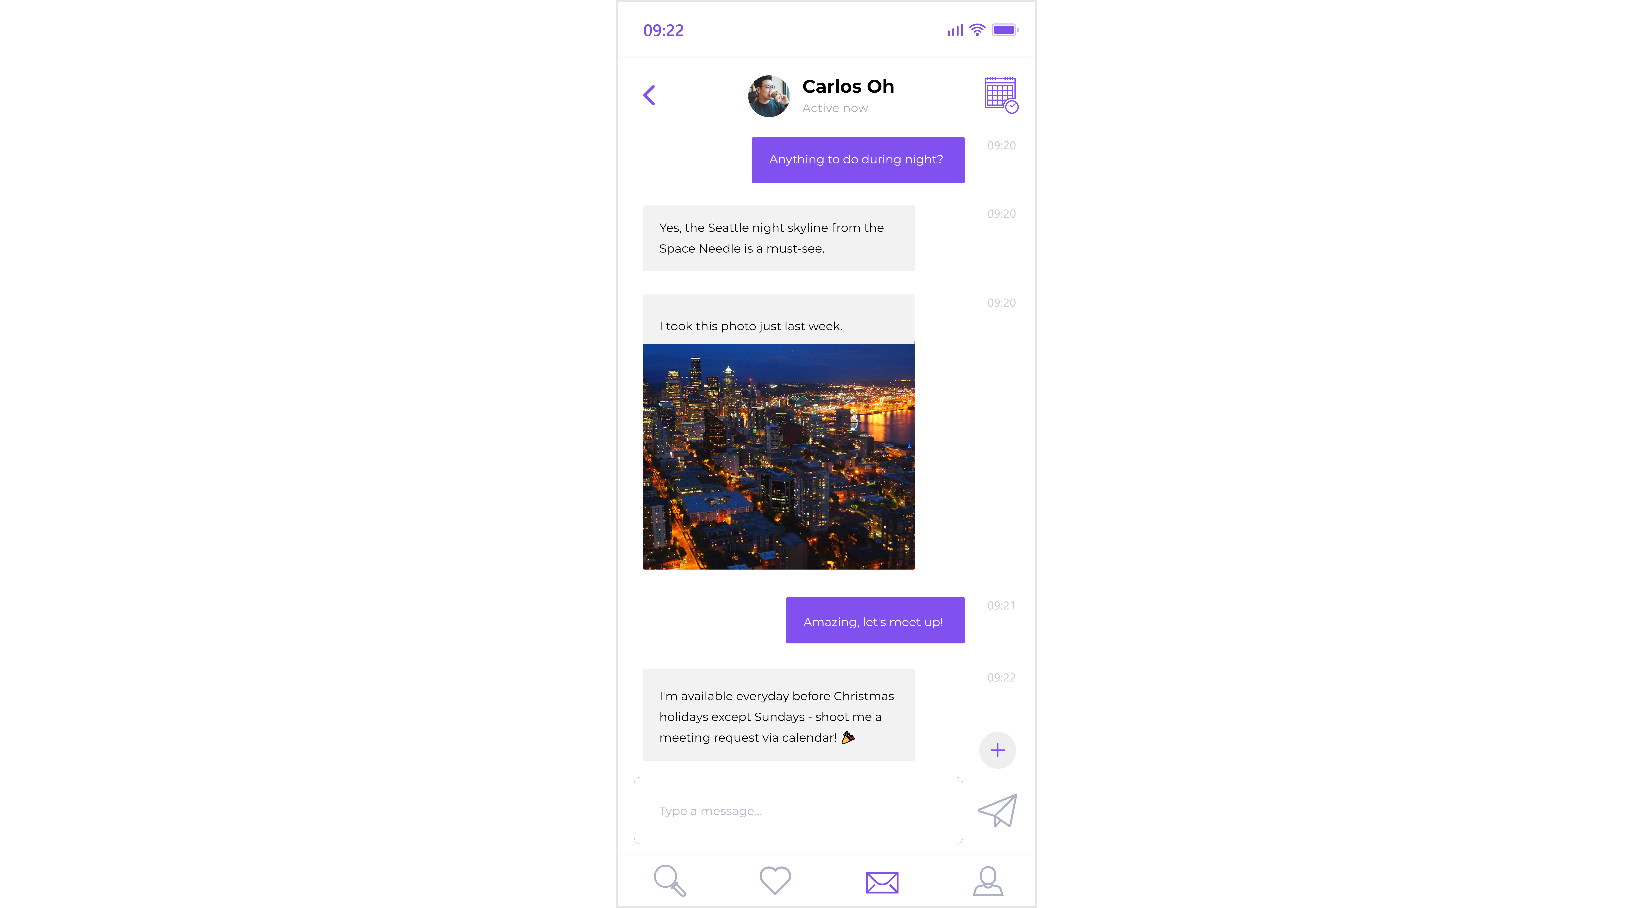 09:22
Carlos Oh
Active now
Anything to do during night?
09:20
Yes, the Seattle night skyline from the
Space Needle is a must-see.
09:20
I took this photo just last week.
09:20
Amazing, let's meet up!
09:21
I'm available everyday before Christmas
holidays except Sundays - shoot me a
meeting request via calendar! 🎉
09:22
Type a message...